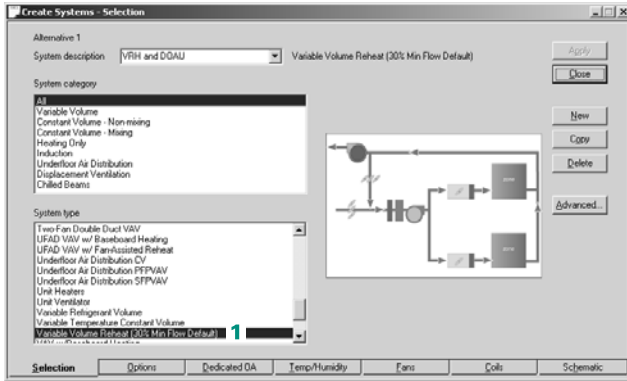 Create Systems - Selection
Alternative 1
System description
VRH and DOAU
Variable Volume Reheat (30% Min Flow Default)
Apply
Close
System category
All
Variable Volume
Constant Volume - Non-mixing
Constant Volume - Mixing
Heating Only
Induction
Underfloor Air Distribution
Displacement Ventilation
Chilled Beams
New
Copy
Delete
Advanced...
System type
Two-Fan Double Duct VAV
UFAD VAV w/ Baseboard Heating
UFAD VAV w/ Fan-Assisted Reheat
Underfloor Air Distribution CV
Underfloor Air Distribution PFPVAV
Underfloor Air Distribution SFPVAV
Unit Heaters
Unit Ventilator
Variable Refrigerant Volume
Variable Temperature Constant Volume
Variable Volume Reheat (30% Min Flow Default) 1
Selection Options Dedicated OA Temp/Humidity Fans Coils Schematic